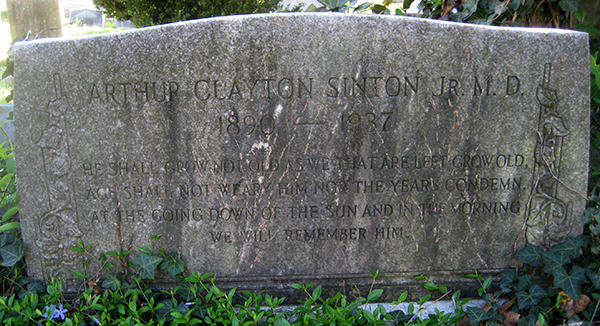 ARTHUR CLAYTON SINTON JR. M. D.
1890 — 1937
HE SHALL GROW NOT OLD AS WE THAT ARE LEFT GROW OLD,
AGE SHALL NOT WEARY HIM NOR THE YEARS CONDEMN.
AT THE GOING DOWN OF THE SUN AND IN THE MORNING
WE WILL REMEMBER HIM.